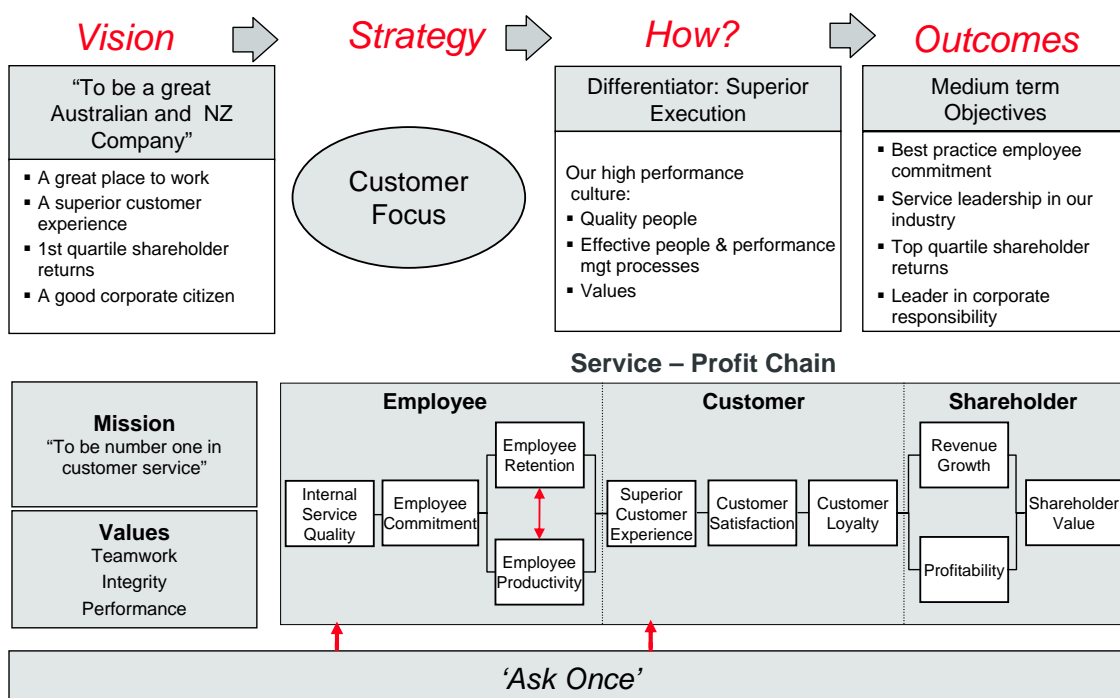 Vision
Strategy
How?
Outcomes
“To be a great
Australian and NZ
Company”
▪ A great place to work
▪ A superior customer
experience
▪ 1st quartile shareholder
returns
▪ A good corporate citizen
Customer
Focus
Differentiator: Superior
Execution
Our high performance
culture:
▪ Quality people
▪ Effective people & performance
mgt processes
▪ Values
Medium term
Objectives
▪ Best practice employee
commitment
▪ Service leadership in our
industry
▪ Top quartile shareholder
returns
▪ Leader in corporate
responsibility
Service – Profit Chain
Mission
“To be number one in
customer service”
Values
Teamwork
Integrity
Performance
Employee
Internal
Service
Quality
Employee
Commitment
Employee
Retention
Employee
Productivity
Customer
Superior
Customer
Experience
Customer
Satisfaction
Customer
Loyalty
Shareholder
Revenue
Growth
Profitability
Shareholder
Value
‘Ask Once’